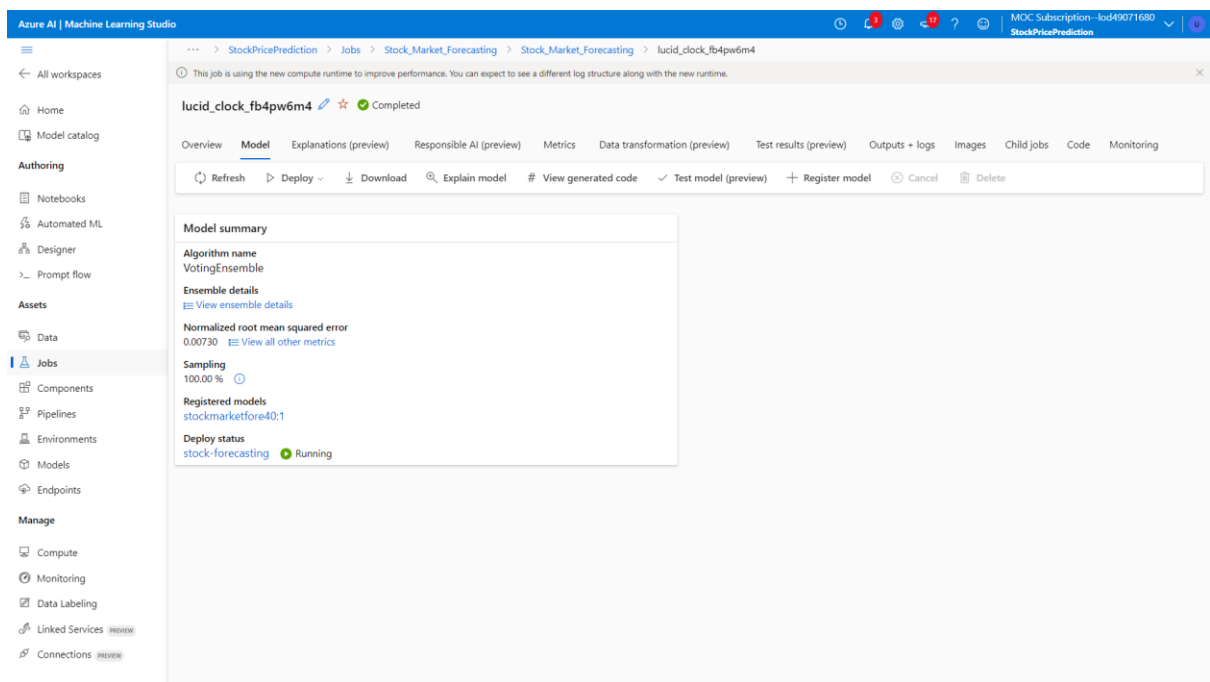 Azure AI | Machine Learning Studio
3
17
?
MOC Subscription--lod49071680
StockPricePrediction
U
All workspaces
Home
Model catalog
Authoring
Notebooks
Automated ML
Designer
Prompt flow
Assets
Data
Jobs
Components
Pipelines
Environments
Models
Endpoints
Manage
Compute
Monitoring
Data Labeling
Linked Services PREVIEW
Connections PREVIEW
··· > StockPricePrediction > Jobs > Stock_Market_Forecasting > Stock_Market_Forecasting > lucid_clock_fb4pw6m4
This job is using the new compute runtime to improve performance. You can expect to see a different log structure along with the new runtime.
lucid_clock_fb4pw6m4 Completed
Overview Model Explanations (preview) Responsible AI (preview) Metrics Data transformation (preview) Test results (preview) Outputs + logs Images Child jobs Code Monitoring
Refresh Deploy Download Explain model # View generated code Test model (preview) Register model Cancel Delete
Model summary
Algorithm name
VotingEnsemble
Ensemble details
View ensemble details
Normalized root mean squared error
0.00730 View all other metrics
Sampling
100.00 %
Registered models
stockmarketfore40:1
Deploy status
stock-forecasting Running